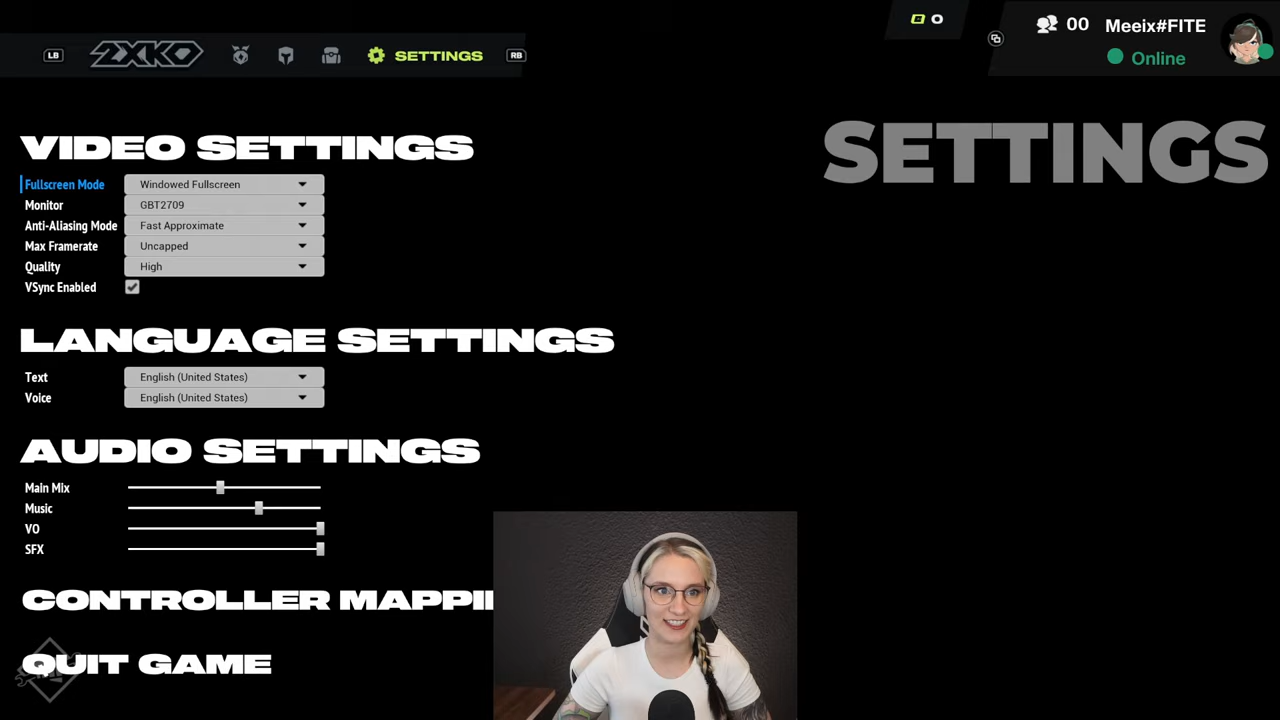 LB 2XKO SETTINGS RB
0
00 Meeix#FITE
Online
SETTINGS
VIDEO SETTINGS
Fullscreen Mode Windowed Fullscreen
Monitor GBT2709
Anti-Aliasing Mode Fast Approximate
Max Framerate Uncapped
Quality High
VSync Enabled
LANGUAGE SETTINGS
Text English (United States)
Voice English (United States)
AUDIO SETTINGS
Main Mix
Music
VO
SFX
CONTROLLER MAPPI
QUIT GAME